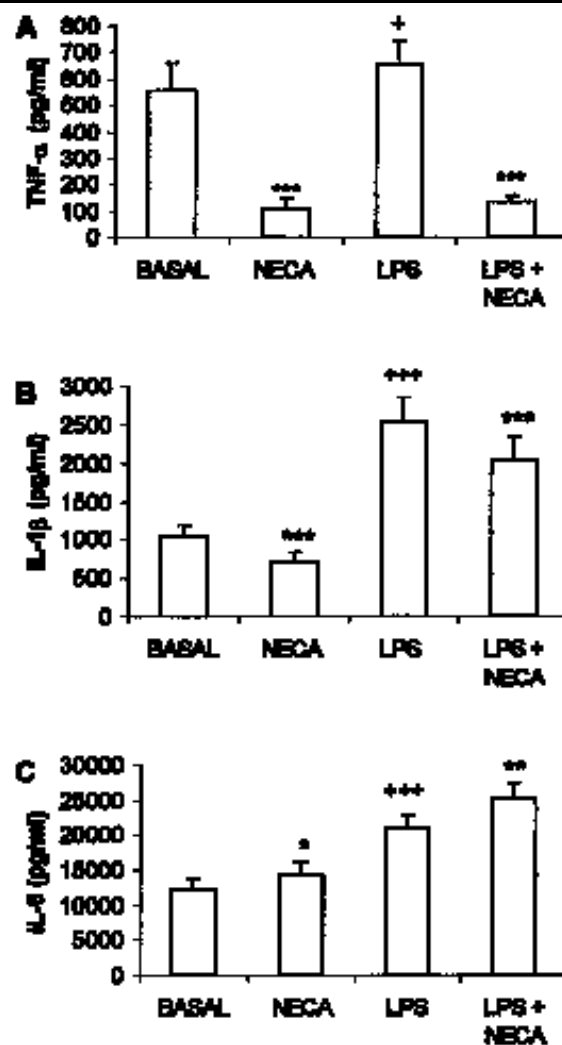 A
TNF-α (pg/ml)
800
700
600
500
400
300
200
100
0
+
***
***
BASAL
NECA
LPS
LPS +
NECA
B
IL-1β (pg/ml)
3000
2500
2000
1500
1000
500
0
+++
***
***
BASAL
NECA
LPS
LPS +
NECA
C
IL-6 (pg/ml)
30000
25000
20000
15000
10000
5000
0
*
+++
**
BASAL
NECA
LPS
LPS +
NECA